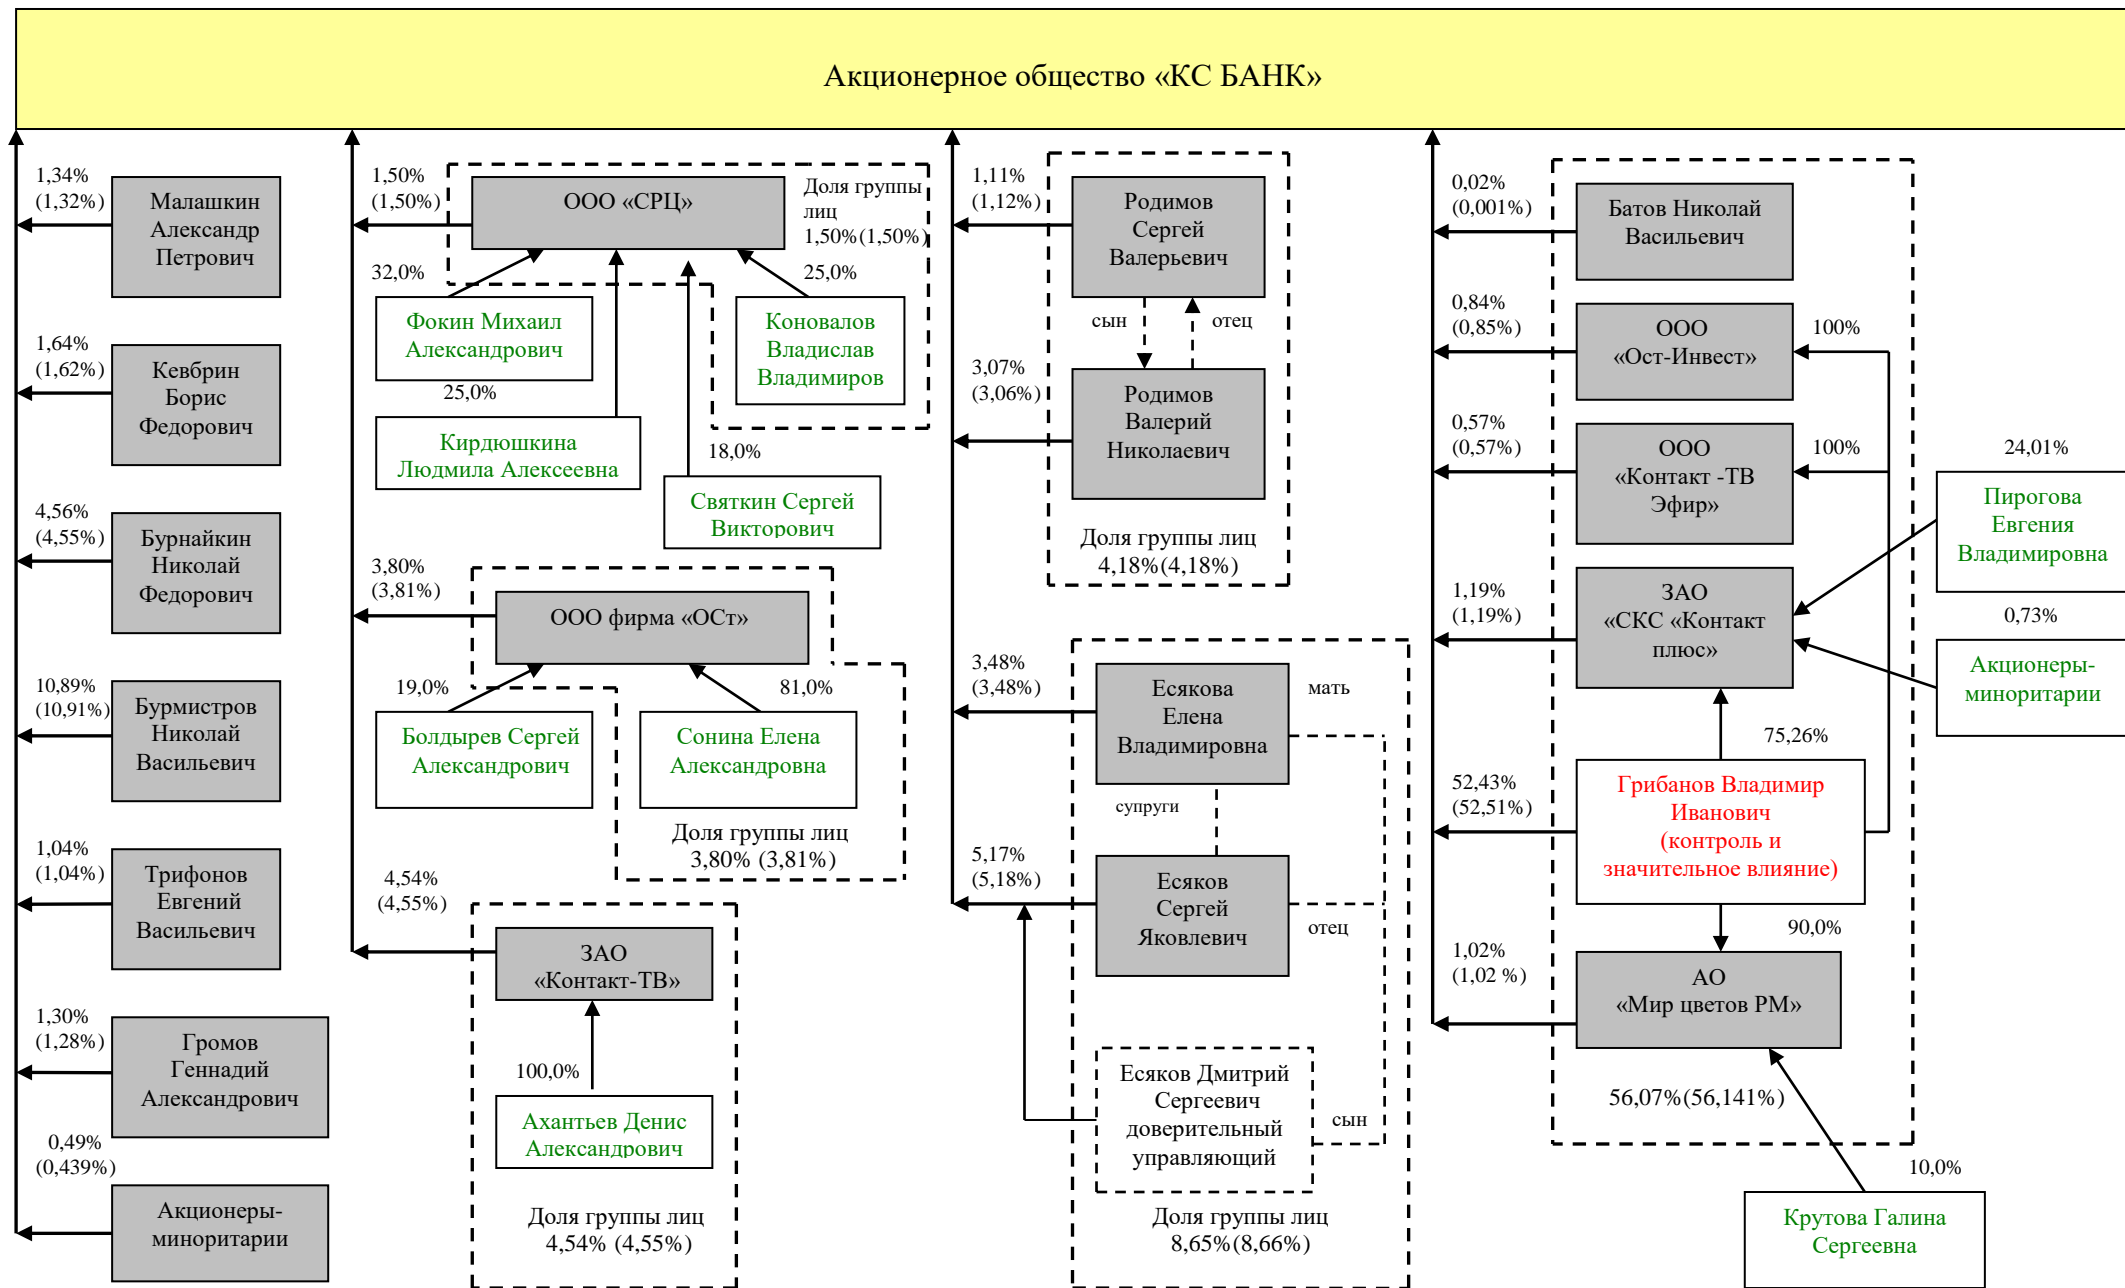 Акционерное общество «КС БАНК»
1,34%
(1,32%)
Малашкин
Александр
Петрович
1,64%
(1,62%)
Кевбрин
Борис
Федорович
4,56%
(4,55%)
Бурнайкин
Николай
Федорович
10,89%
(10,91%)
Бурмистров
Николай
Васильевич
1,04%
(1,04%)
Трифонов
Евгений
Васильевич
1,30%
(1,28%)
Громов
Геннадий
Александрович
0,49%
(0,439%)
Акционеры-
миноритарии
1,50%
(1,50%)
ООО «СРЦ»
Доля группы
лиц
1,50%(1,50%)
32,0%
25,0%
Фокин Михаил
Александрович
Коновалов
Владислав
Владимиров
25,0%
Кирдюшкина
Людмила Алексеевна
18,0%
Святкин Сергей
Викторович
3,80%
(3,81%)
ООО фирма «ОСт»
19,0%
81,0%
Болдырев Сергей
Александрович
Сонина Елена
Александровна
Доля группы лиц
3,80% (3,81%)
4,54%
(4,55%)
ЗАО
«Контакт-ТВ»
100,0%
Ахантьев Денис
Александрович
Доля группы лиц
4,54% (4,55%)
1,11%
(1,12%)
Родимов
Сергей
Валерьевич
сын
отец
3,07%
(3,06%)
Родимов
Валерий
Николаевич
Доля группы лиц
4,18%(4,18%)
3,48%
(3,48%)
Есякова
Елена
Владимировна
мать
супруги
5,17%
(5,18%)
Есяков
Сергей
Яковлевич
отец
Есяков Дмитрий
Сергеевич
доверительный
управляющий
сын
Доля группы лиц
8,65%(8,66%)
0,02%
(0,001%)
Батов Николай
Васильевич
0,84%
(0,85%)
ООО
«Ост-Инвест»
100%
0,57%
(0,57%)
ООО
«Контакт -ТВ
Эфир»
100%
24,01%
Пирогова
Евгения
Владимировна
1,19%
(1,19%)
ЗАО
«СКС «Контакт
плюс»
0,73%
Акционеры-
миноритарии
75,26%
52,43%
(52,51%)
Грибанов Владимир
Иванович
(контроль и
значительное влияние)
90,0%
1,02%
(1,02 %)
АО
«Мир цветов РМ»
56,07%(56,141%)
10,0%
Крутова Галина
Сергеевна